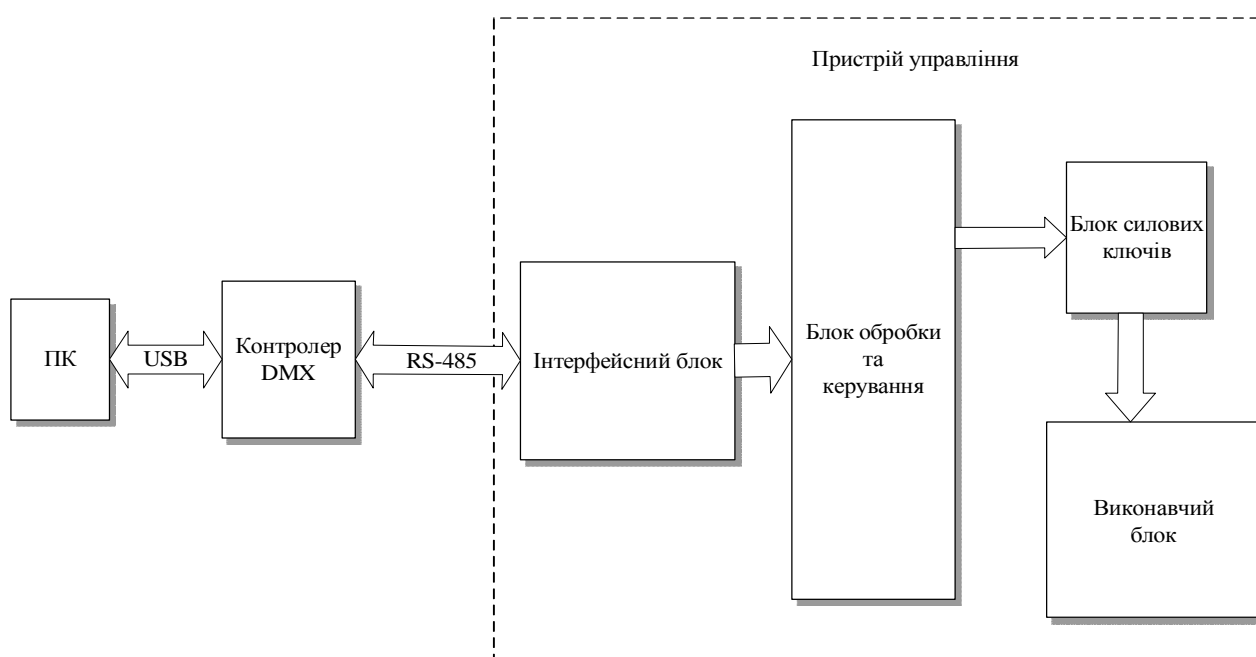 Пристрій управління
ПК
USB
Контролер
DMX
RS-485
Інтерфейсний блок
Блок обробки
та
керування
Блок силових
ключів
Виконавчий
блок